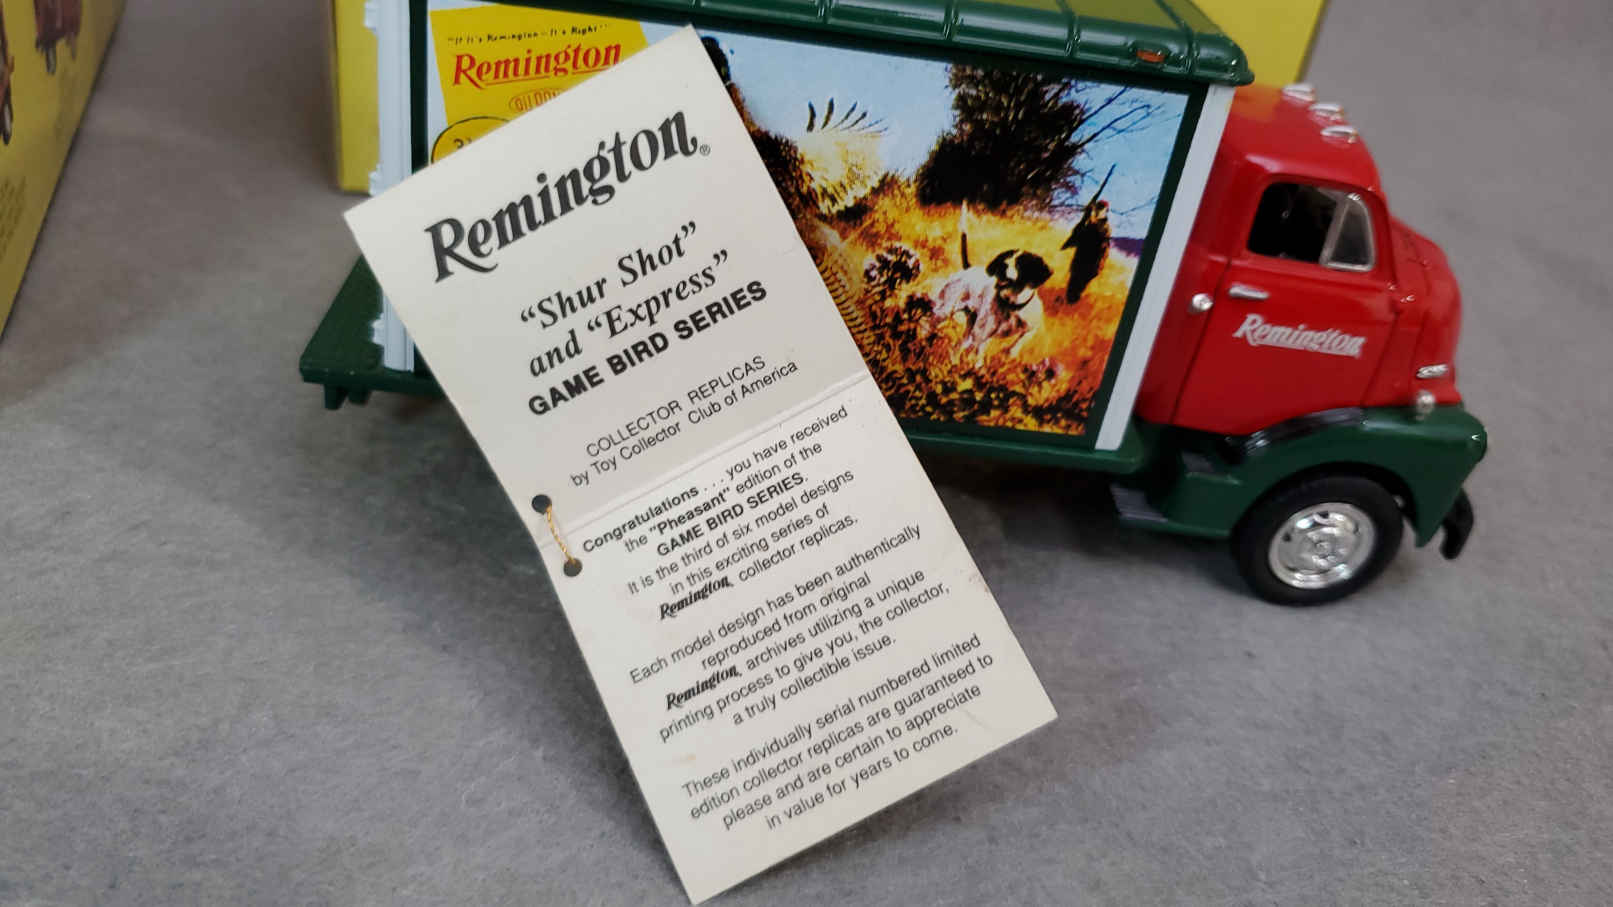 "If It's Remington—It's Right"
Remington
Remington®
"Shur Shot"
and "Express"
GAME BIRD SERIES
COLLECTOR REPLICAS
by Toy Collector Club of America
Congratulations . . . you have received
the "Pheasant" edition of the
GAME BIRD SERIES.
It is the third of six model designs
in this exciting series of
Remington® collector replicas.
Each model design has been authentically
reproduced from original
Remington® archives utilizing a unique
printing process to give you, the collector,
a truly collectible issue.
These individually serial numbered limited
edition collector replicas are guaranteed to
please and are certain to appreciate
in value for years to come.
Remington